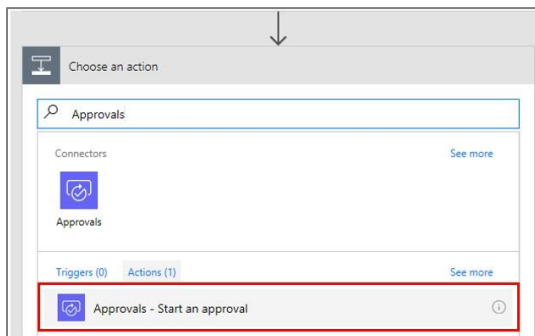 Choose an action
Approvals
Connectors See more
Approvals
Triggers (0) Actions (1) See more
Approvals - Start an approval